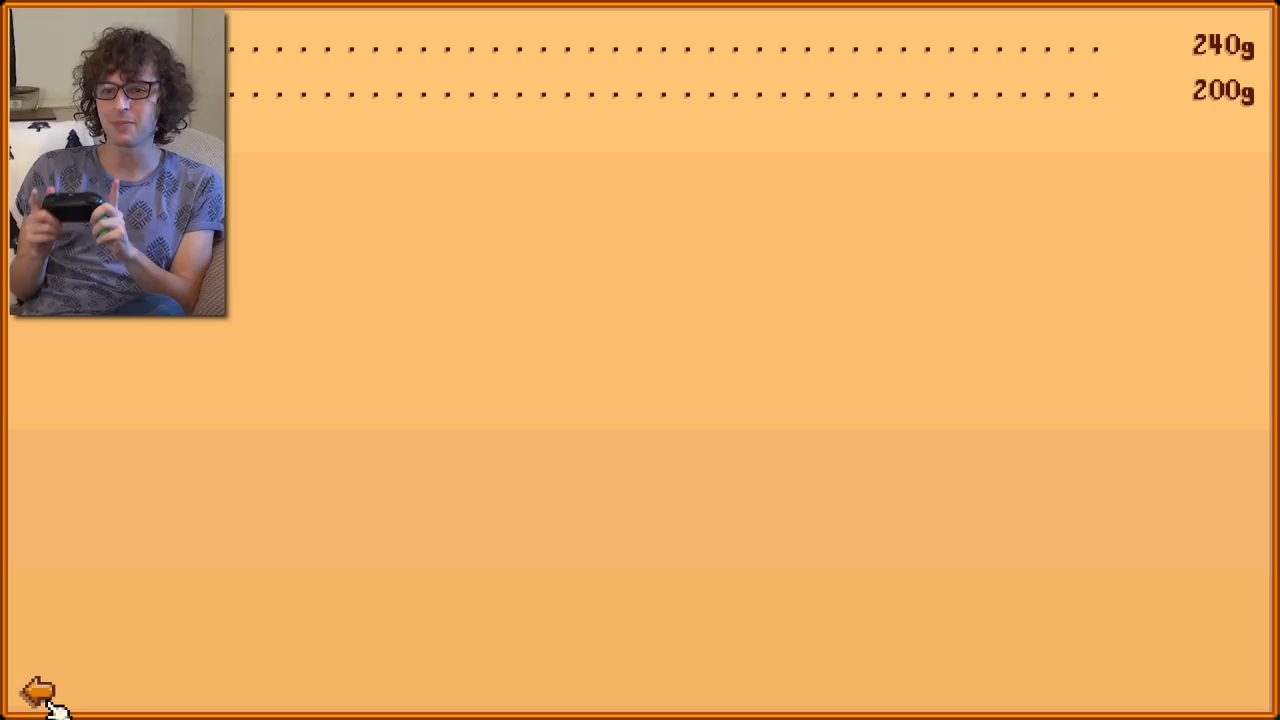 . . . . . . . . . . . . . . . . . . . . . . . . . . . . . . . . . . . . . 240g
. . . . . . . . . . . . . . . . . . . . . . . . . . . . . . . . . . . . . 200g